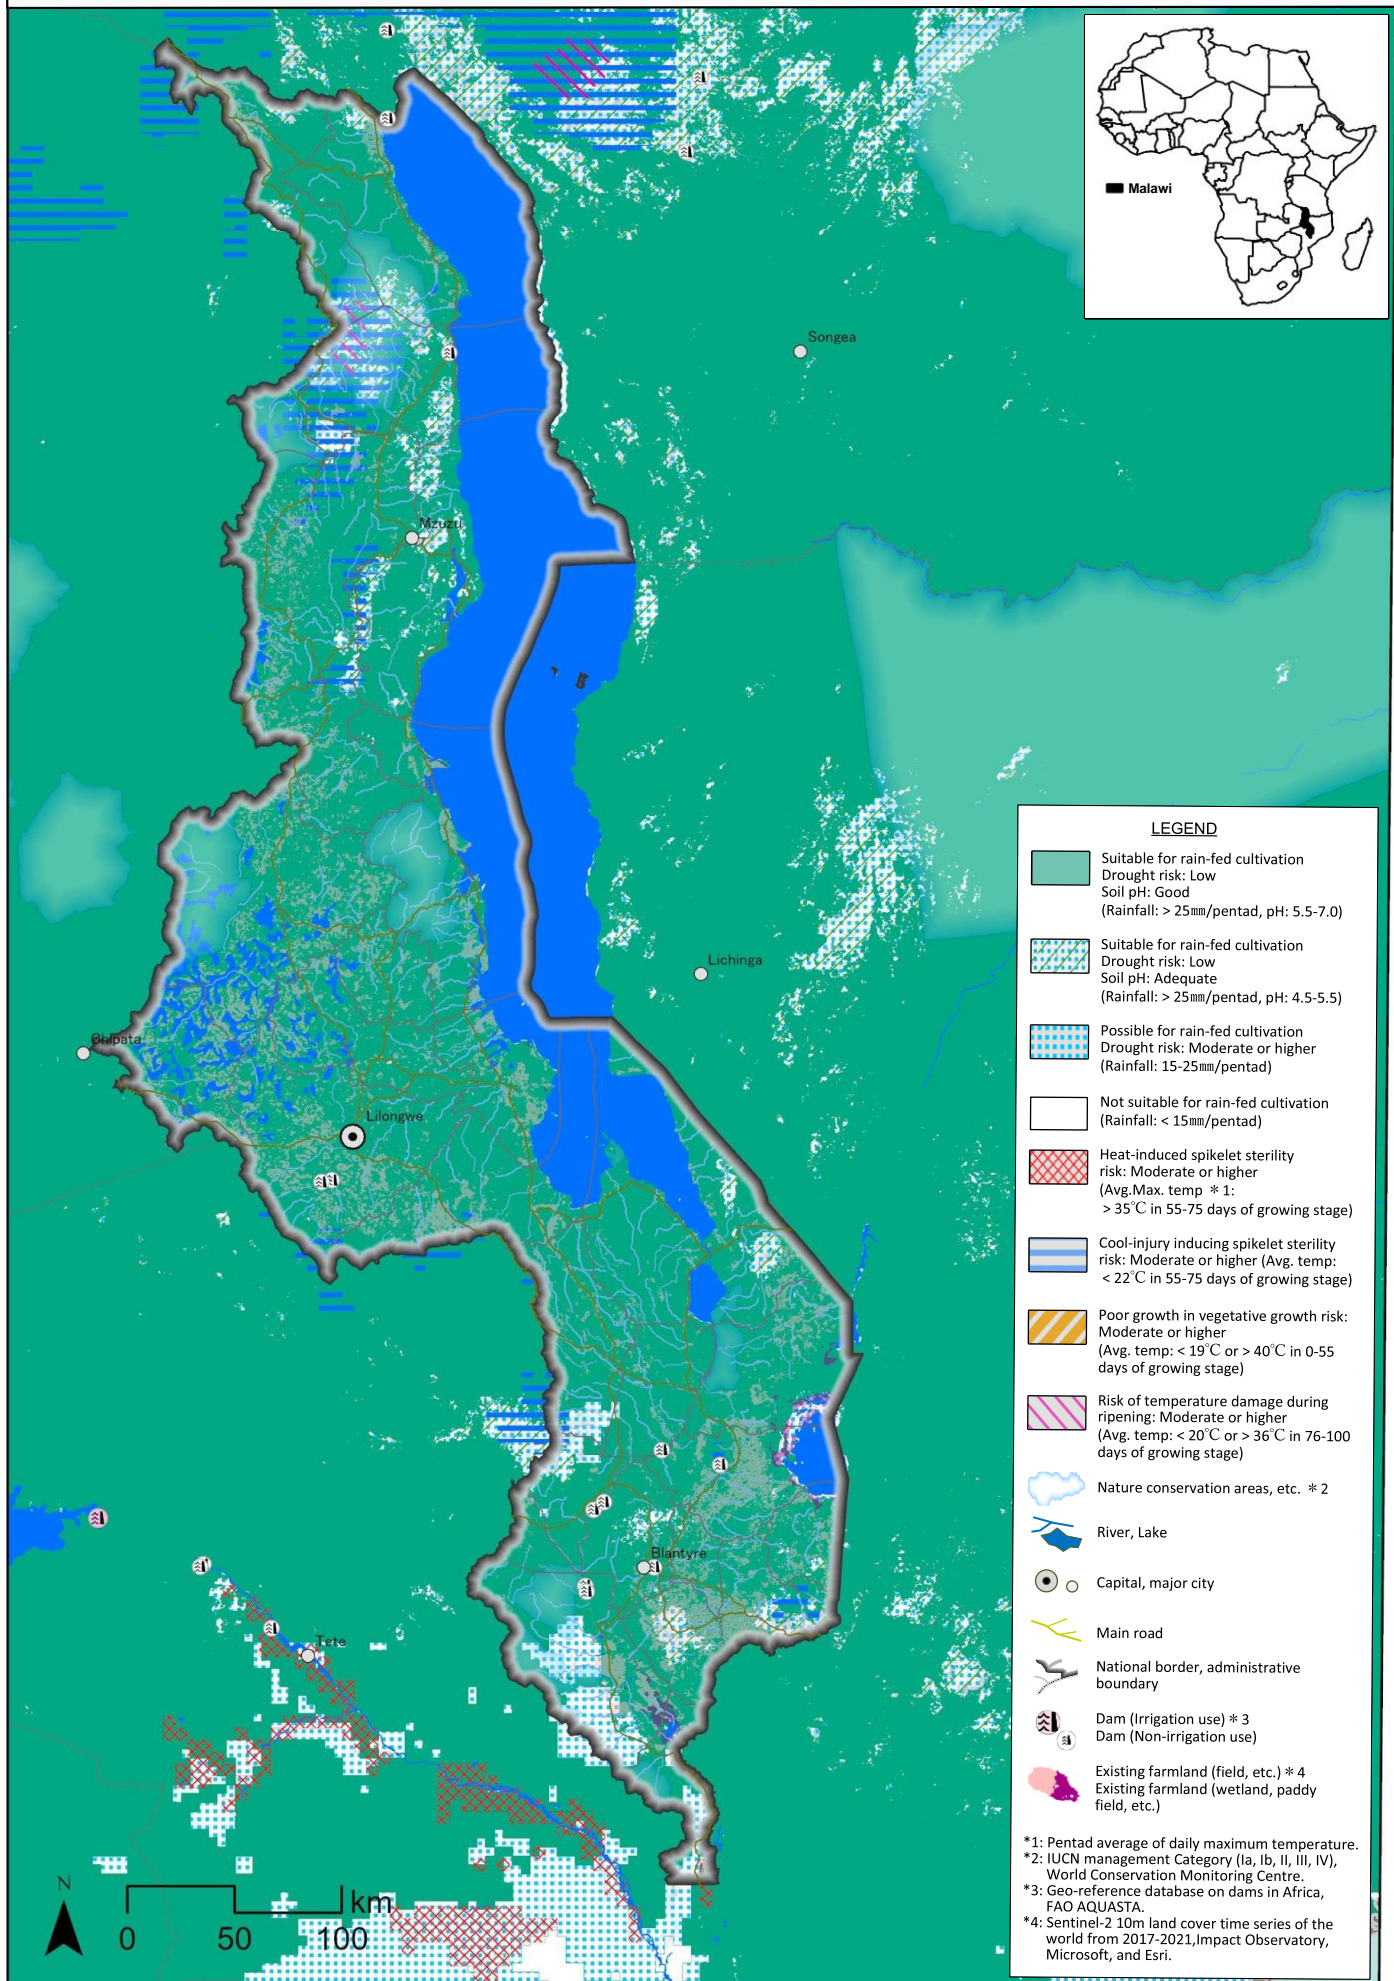 Malawi
Songea
Mzuzu
Lichinga
Chipata
Lilongwe
Blantyre
Tete
N
km
0 50 100
LEGEND
Suitable for rain-fed cultivation
Drought risk: Low
Soil pH: Good
(Rainfall: > 25㎜/pentad, pH: 5.5-7.0)
Suitable for rain-fed cultivation
Drought risk: Low
Soil pH: Adequate
(Rainfall: > 25㎜/pentad, pH: 4.5-5.5)
Possible for rain-fed cultivation
Drought risk: Moderate or higher
(Rainfall: 15-25㎜/pentad)
Not suitable for rain-fed cultivation
(Rainfall: < 15㎜/pentad)
Heat-induced spikelet sterility
risk: Moderate or higher
(Avg.Max. temp ＊1:
> 35℃ in 55-75 days of growing stage)
Cool-injury inducing spikelet sterility
risk: Moderate or higher (Avg. temp:
< 22℃ in 55-75 days of growing stage)
Poor growth in vegetative growth risk:
Moderate or higher
(Avg. temp: < 19℃ or > 40℃ in 0-55
days of growing stage)
Risk of temperature damage during
ripening: Moderate or higher
(Avg. temp: < 20℃ or > 36℃ in 76-100
days of growing stage)
Nature conservation areas, etc. ＊2
River, Lake
Capital, major city
Main road
National border, administrative
boundary
Dam (Irrigation use)＊3
Dam (Non-irrigation use)
Existing farmland (field, etc.)＊4
Existing farmland (wetland, paddy
field, etc.)
*1: Pentad average of daily maximum temperature.
*2: IUCN management Category (Ia, Ib, II, III, IV),
World Conservation Monitoring Centre.
*3: Geo-reference database on dams in Africa,
FAO AQUASTA.
*4: Sentinel-2 10m land cover time series of the
world from 2017-2021,Impact Observatory,
Microsoft, and Esri.